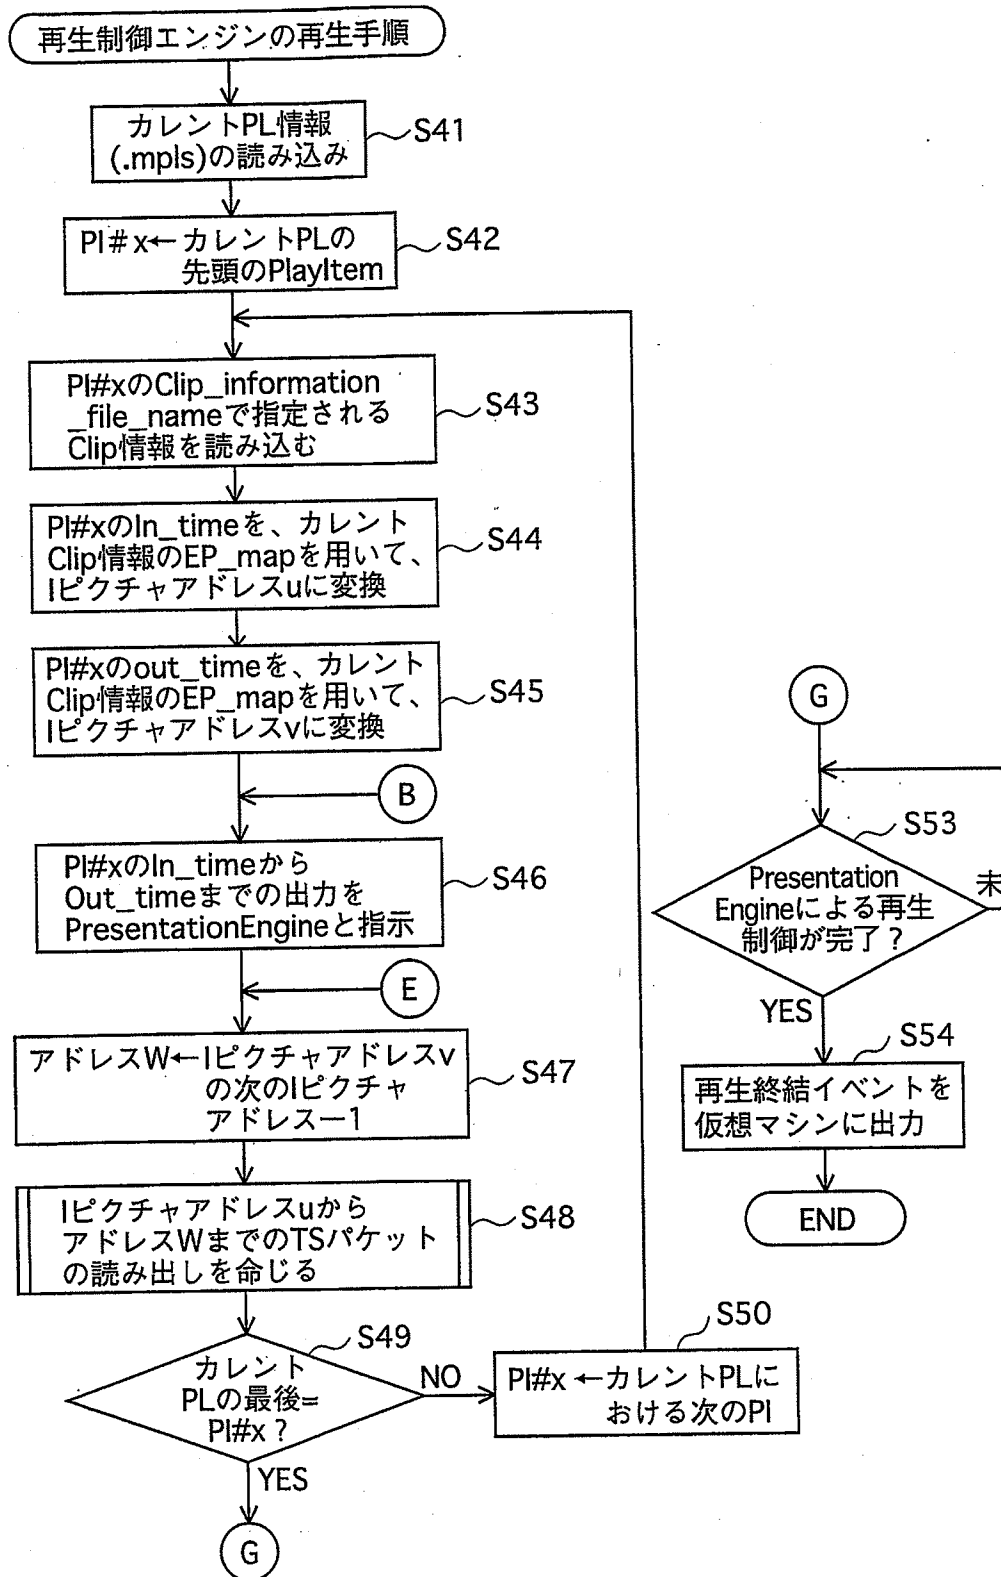 再生制御エンジンの再生手順
カレントPL情報
(.mpls)の読み込み
S41
PI#x←カレントPLの
先頭のPlayItem
S42
PI#xのClip_information
_file_nameで指定される
Clip情報を読み込む
S43
PI#xのIn_timeを、カレント
Clip情報のEP_mapを用いて、
Iピクチャアドレスuに変換
S44
PI#xのout_timeを、カレント
Clip情報のEP_mapを用いて、
Iピクチャアドレスvに変換
S45
B
PI#xのIn_timeから
Out_timeまでの出力を
PresentationEngineと指示
S46
E
アドレスW←Iピクチャアドレスv
の次のIピクチャ
アドレスー1
S47
Iピクチャアドレスuから
アドレスWまでのTSパケット
の読み出しを命じる
S48
カレント
PLの最後=
PI#x?
S49
NO
YES
PI#x←カレントPLに
おける次のPI
S50
G
G
Presentation
Engineによる再生
制御が完了?
S53
未
YES
再生終結イベントを
仮想マシンに出力
S54
END